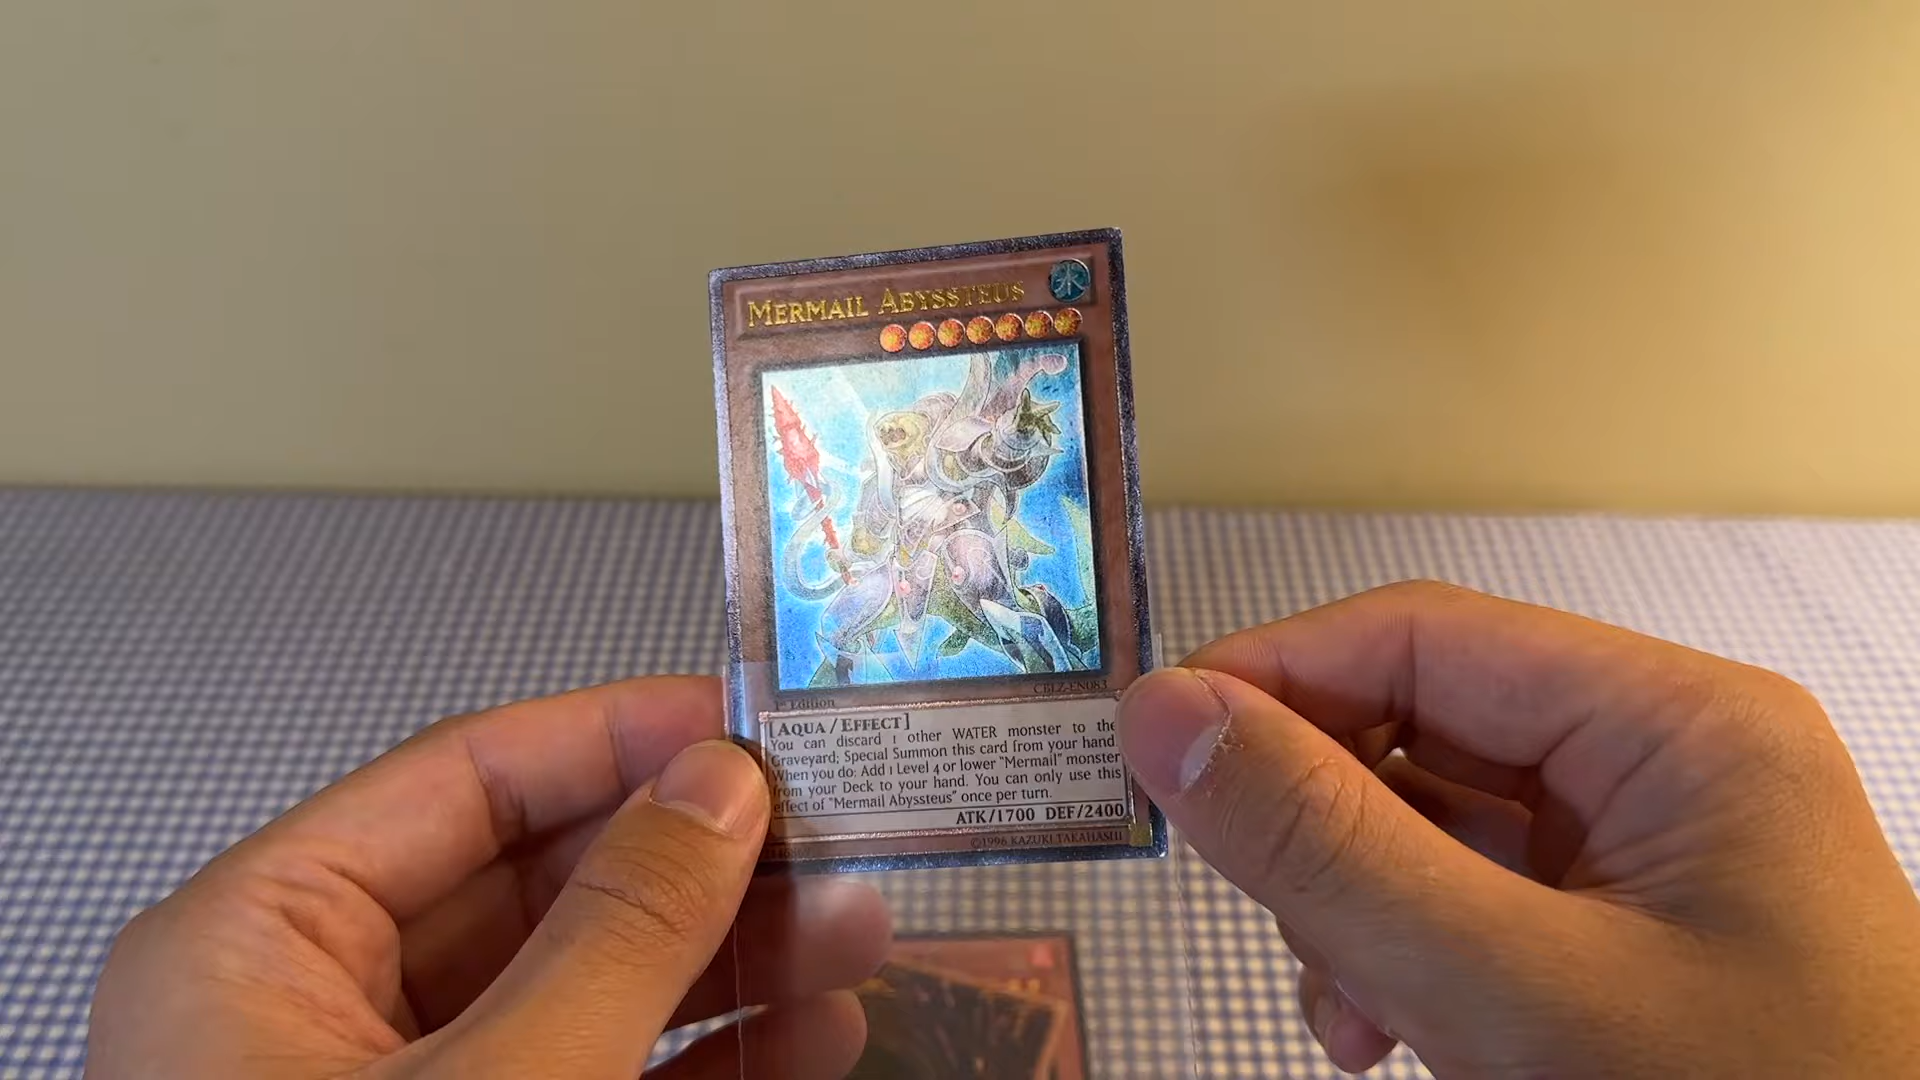 MERMAIL ABYSSTEUS
水
CBLZ-EN083
1st Edition
[AQUA / EFFECT]
You can discard 1 other WATER monster to the
Graveyard; Special Summon this card from your hand.
When you do: Add 1 Level 4 or lower "Mermail" monster
from your Deck to your hand. You can only use this
effect of "Mermail Abyssteus" once per turn.
ATK/1700 DEF/2400
©1996 KAZUKI TAKAHASHI